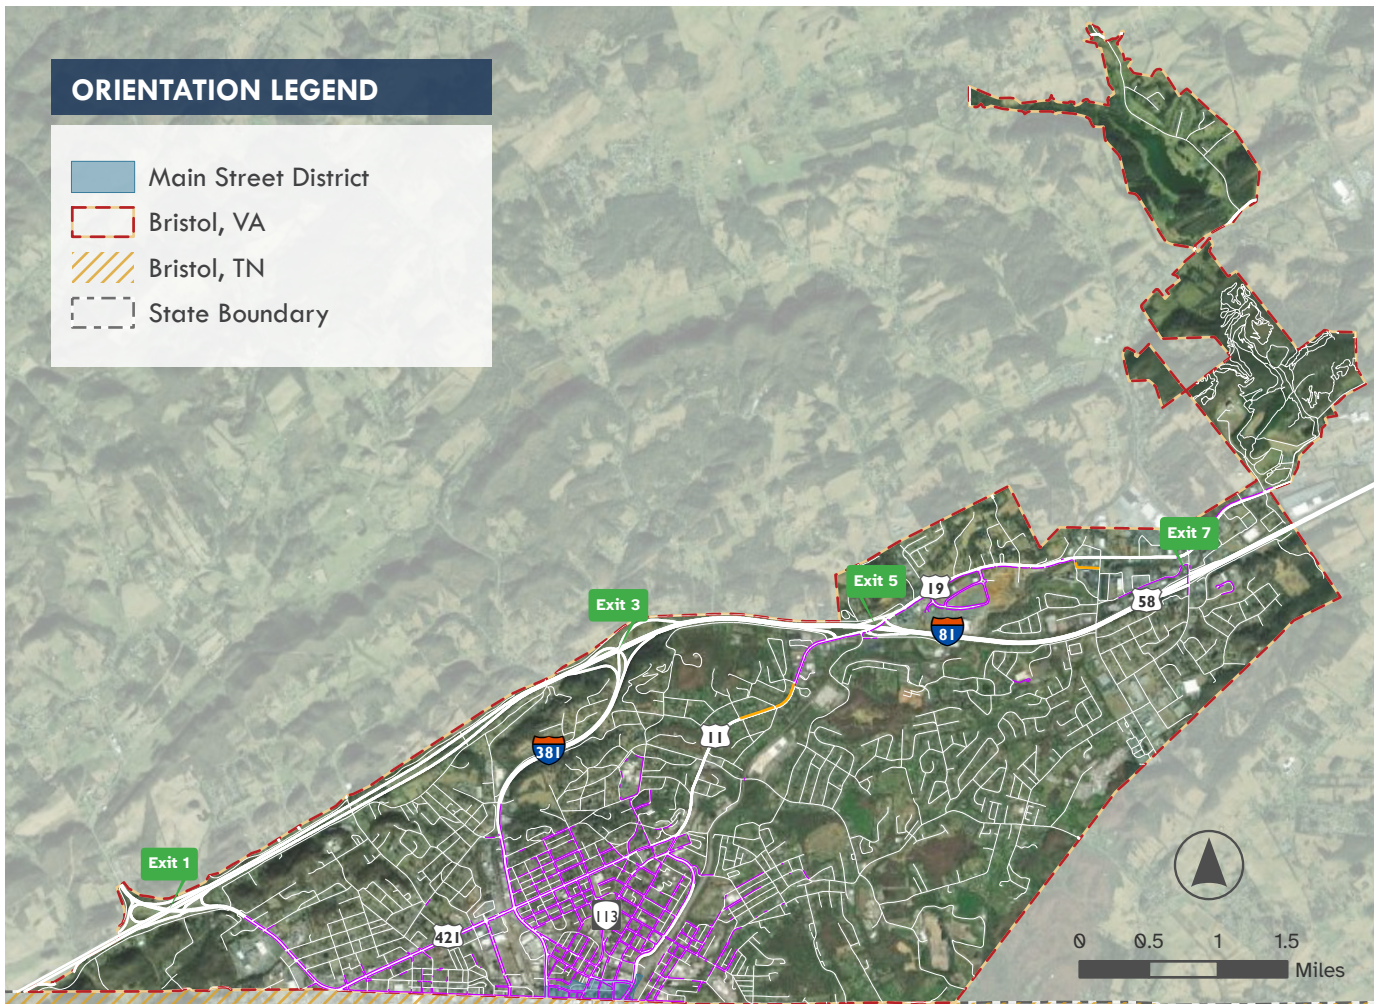 ORIENTATION LEGEND
Main Street District
Bristol, VA
Bristol, TN
State Boundary
Exit 7
Exit 5
19
58
Exit 3
81
11
381
Exit 1
113
421
0 0.5 1 1.5
Miles